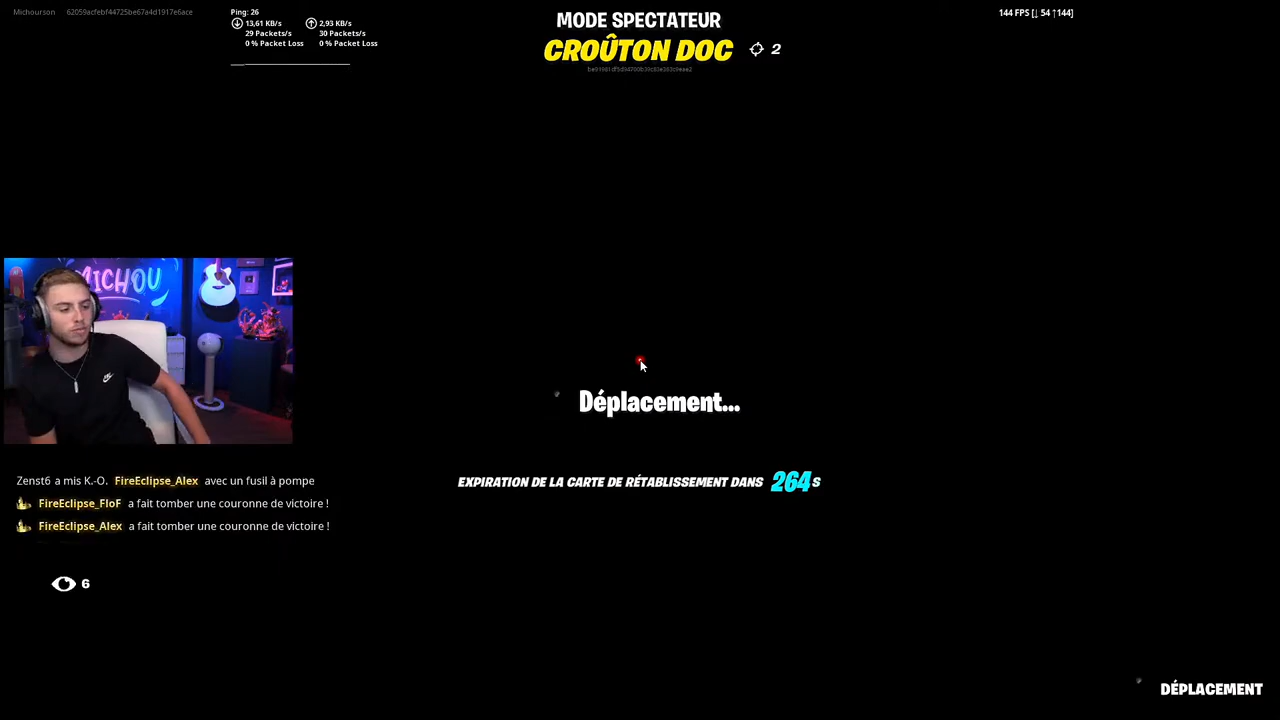 Michourson 62059acfebf44725be67a4d1917e6ace
Ping: 26
13,61 KB/s 2,93 KB/s
29 Packets/s 30 Packets/s
0 % Packet Loss 0 % Packet Loss
MODE SPECTATEUR
CROÛTON DOC 2
144 FPS [↓ 54 ↑144]
MICHOU
Déplacement...
EXPIRATION DE LA CARTE DE RÉTABLISSEMENT DANS 264 S
Zenst6 a mis K.-O. FireEclipse_Alex avec un fusil à pompe
FireEclipse_FloF a fait tomber une couronne de victoire !
FireEclipse_Alex a fait tomber une couronne de victoire !
6
DÉPLACEMENT